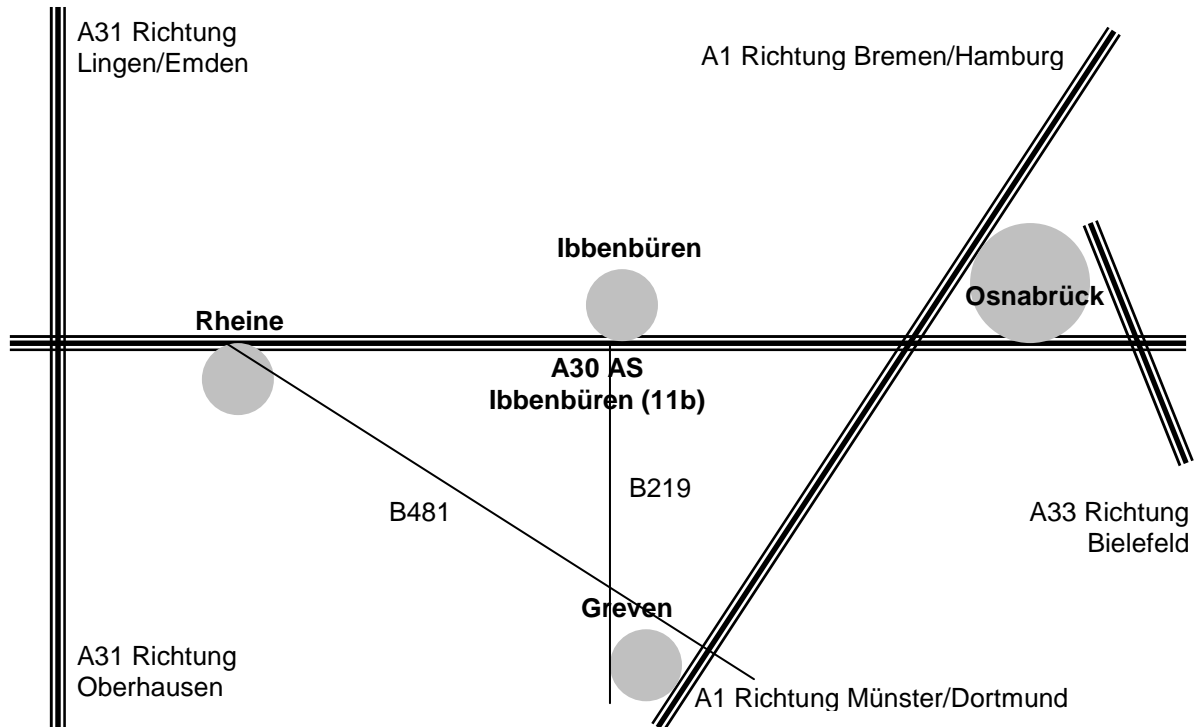 A31 Richtung
Lingen/Emden
A1 Richtung Bremen/Hamburg
Ibbenbüren
Osnabrück
Rheine
A30 AS
Ibbenbüren (11b)
B219
B481
A33 Richtung
Bielefeld
Greven
A31 Richtung
Oberhausen
A1 Richtung Münster/Dortmund